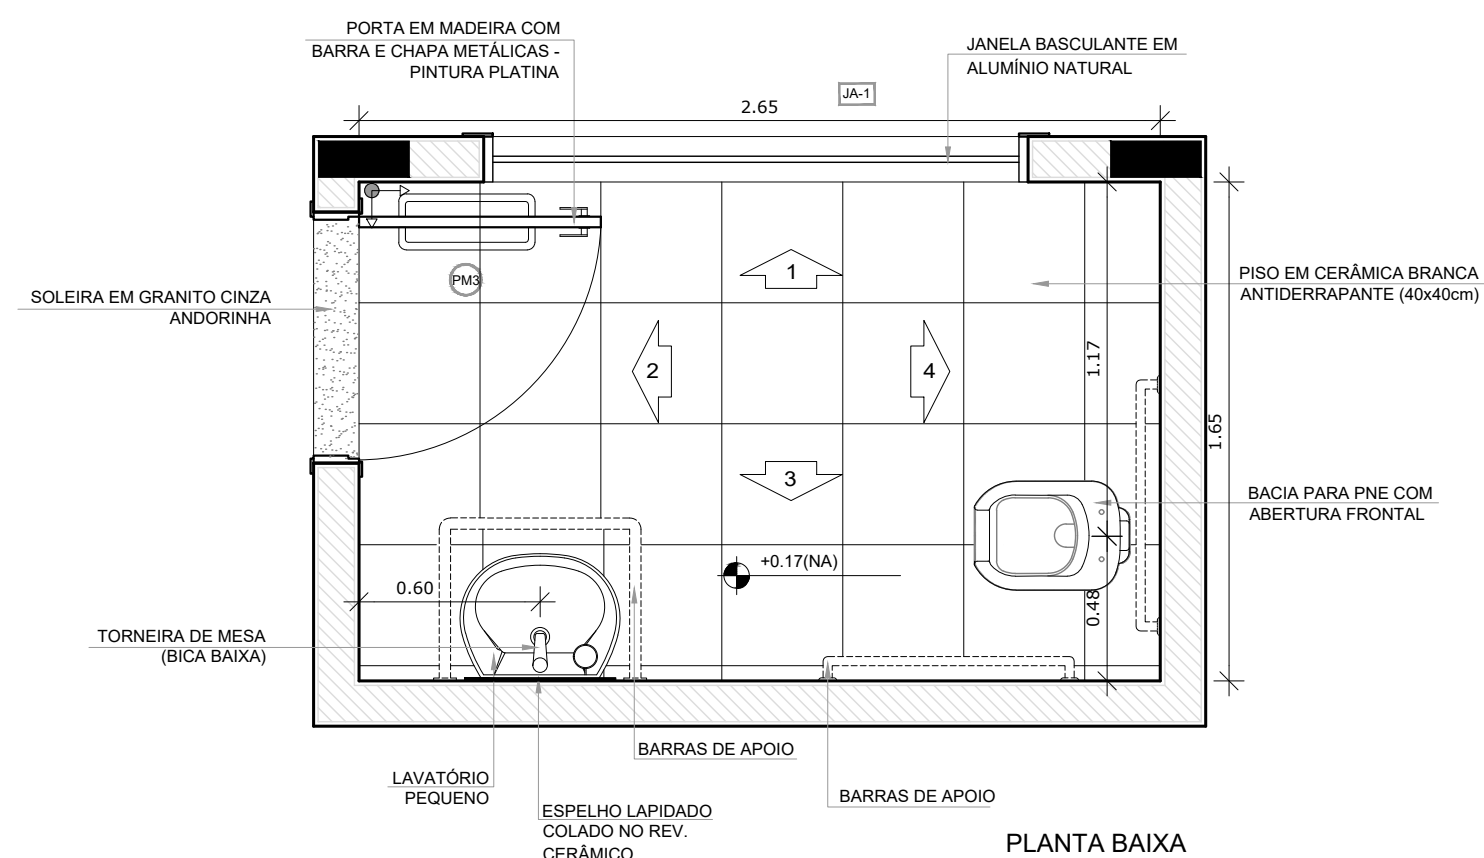 PORTA EM MADEIRA COM
BARRA E CHAPA METÁLICAS -
PINTURA PLATINA
JANELA BASCULANTE EM
ALUMÍNIO NATURAL
JA-1
2.65
PM3
1
2
4
3
1.17
1.65
PISO EM CERÂMICA BRANCA
ANTIDERRAPANTE (40x40cm)
SOLEIRA EM GRANITO CINZA
ANDORINHA
BACIA PARA PNE COM
ABERTURA FRONTAL
+0.17(NA)
0.60
0.48
TORNEIRA DE MESA
(BICA BAIXA)
BARRAS DE APOIO
LAVATÓRIO
PEQUENO
BARRAS DE APOIO
ESPELHO LAPIDADO
COLADO NO REV.
CERÂMICO
PLANTA BAIXA